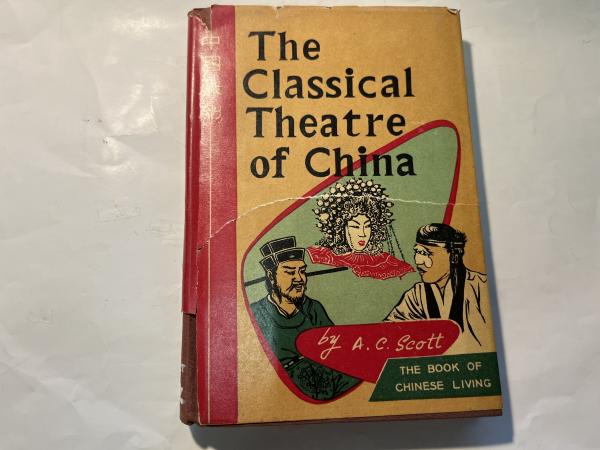 The
Classical
Theatre
of China
by A. C. Scott
THE BOOK OF
CHINESE LIVING